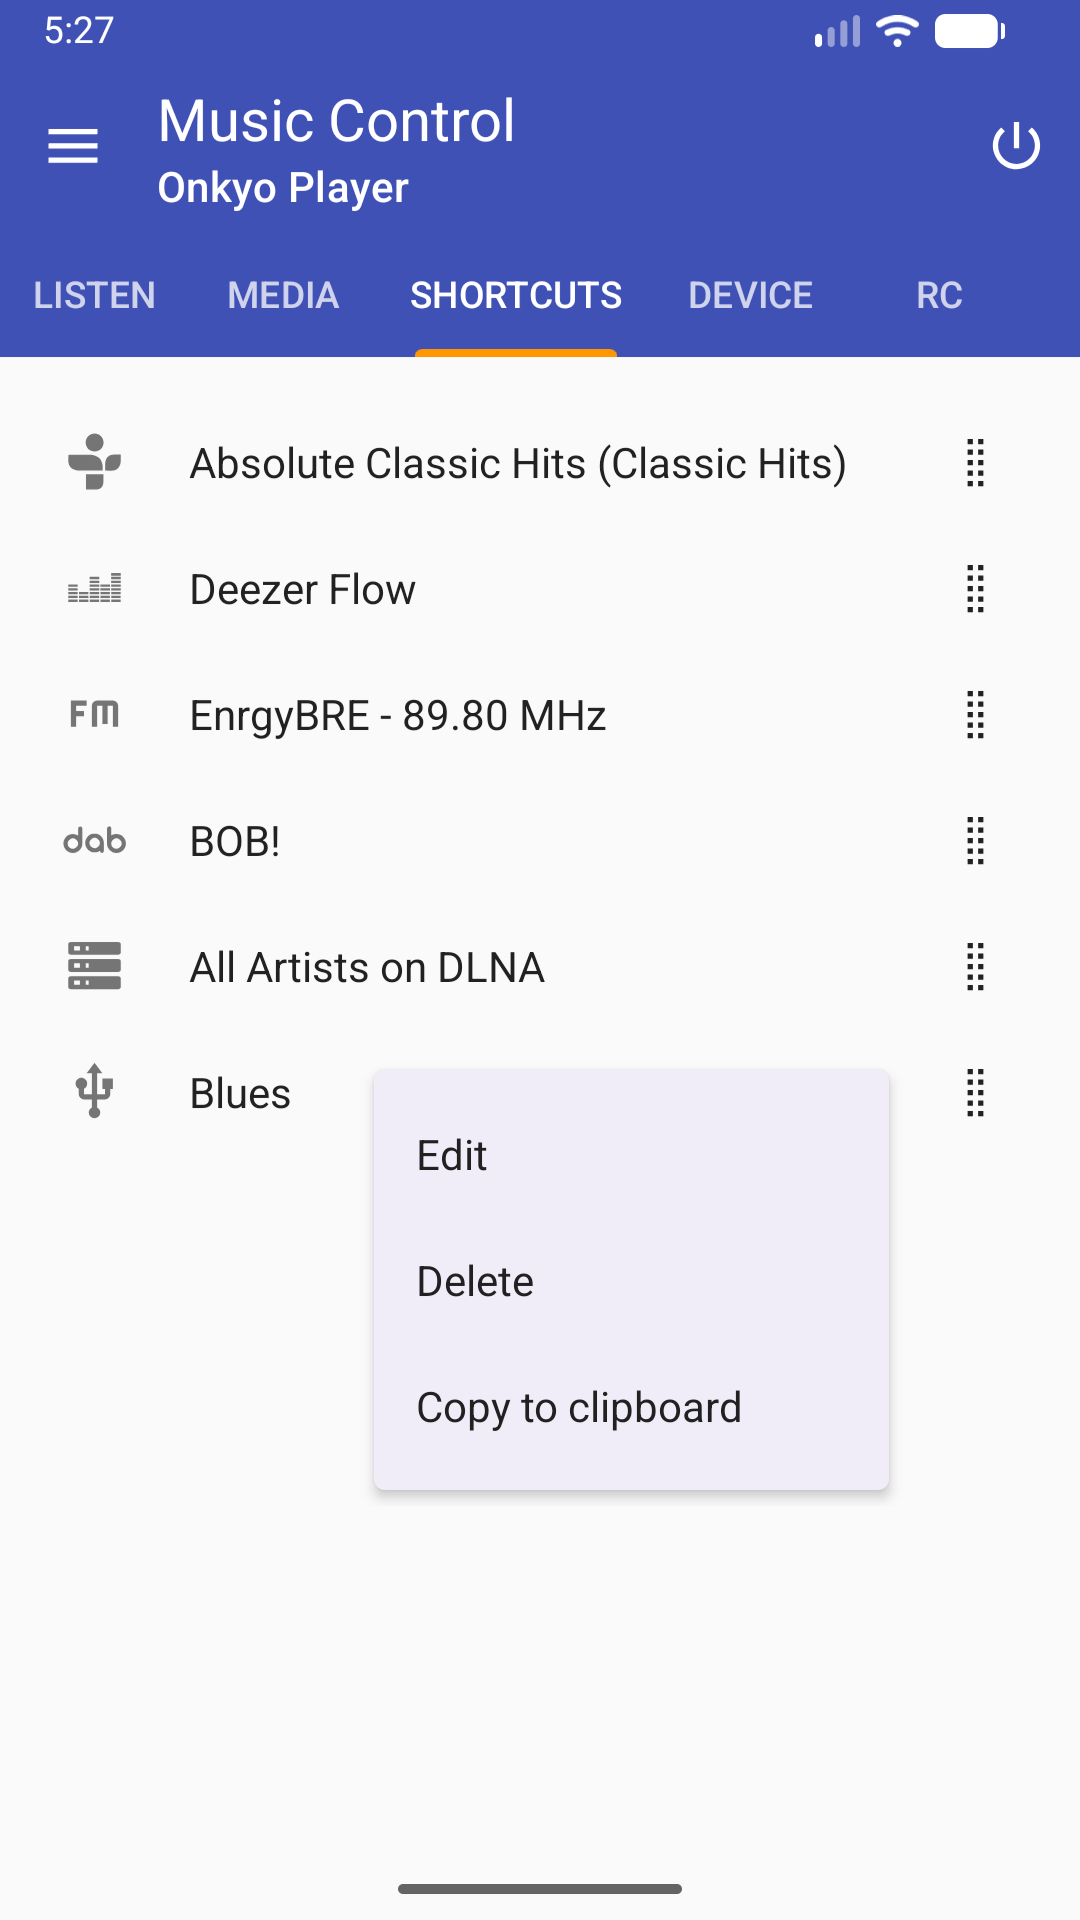 5:27
Music Control
Onkyo Player
LISTEN MEDIA SHORTCUTS DEVICE RC
Absolute Classic Hits (Classic Hits)
Deezer Flow
FM EnrgyBRE - 89.80 MHz
dab BOB!
All Artists on DLNA
Blues
Edit
Delete
Copy to clipboard